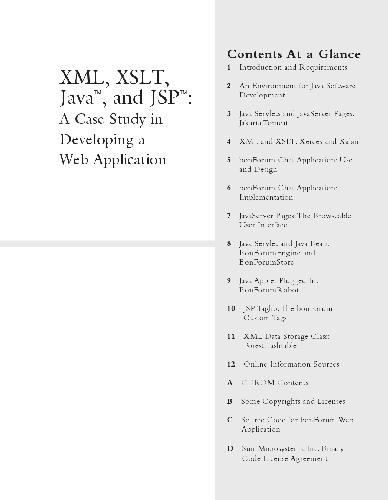 XML, XSLT,
Java™, and JSP™:
A Case Study in
Developing a
Web Application
Contents At a Glance
1 Introduction and Requirements
2 An Environment for Java Software
Development
3 Java Servlets and JavaServer Pages:
Jakarta Tomcat
4 XML and XSLT: Xerces and Xalan
5 bonForum Chat Application: Use
and Design
6 bonForum Chat Application:
Implementation
7 JavaServer Pages: The Browseable
User Interface
8 Java Servlet and Java Bean:
BonForumEngine and
BonForumStore
9 Java Applet Plugged In:
BonForumRobot
10 JSP Taglib: The bonForum
Custom Tags
11 XML Data Storage Class:
ForestHashtable
12 Online Information Sources
A CD-ROM Contents
B Some Copyrights and Licenses
C Source Code for bonForum Web
Application
D Sun Microsystems, Inc. Binary
Code License Agreement